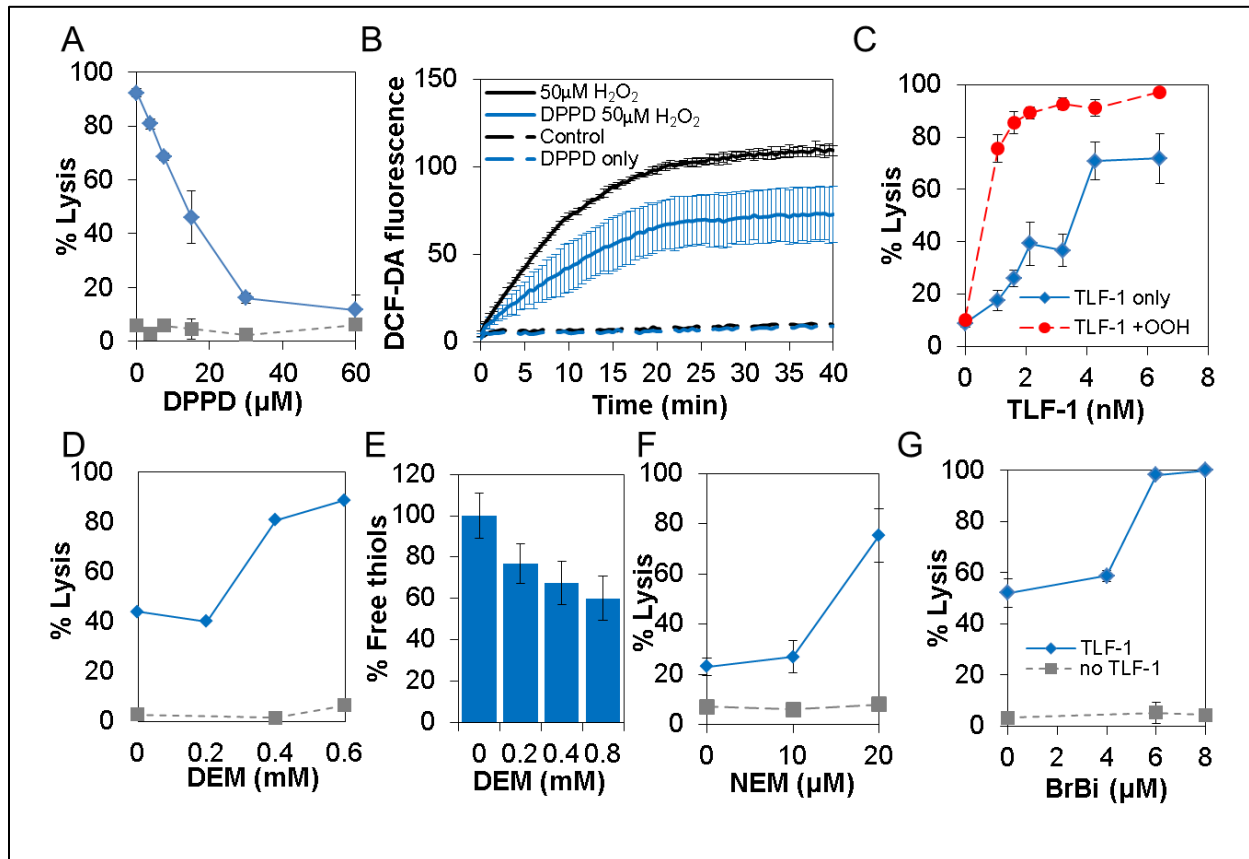 A
% Lysis
100
80
60
40
20
0
0 20 40 60
DPPD (µM)
B
DCF-DA fluorescence
150
100
50
0
50µM H₂O₂
DPPD 50µM H₂O₂
Control
DPPD only
0 5 10 15 20 25 30 35 40
Time (min)
C
% Lysis
100
80
60
40
20
0
TLF-1 only
TLF-1 +OOH
0 2 4 6 8
TLF-1 (nM)
D
% Lysis
100
80
60
40
20
0
0 0.2 0.4 0.6
DEM (mM)
E
% Free thiols
120
100
80
60
40
20
0
0 0.2 0.4 0.8
DEM (mM)
F
% Lysis
100
80
60
40
20
0
0 10 20
NEM (µM)
G
% Lysis
100
80
60
40
20
0
TLF-1
no TLF-1
0 2 4 6 8
BrBi (µM)